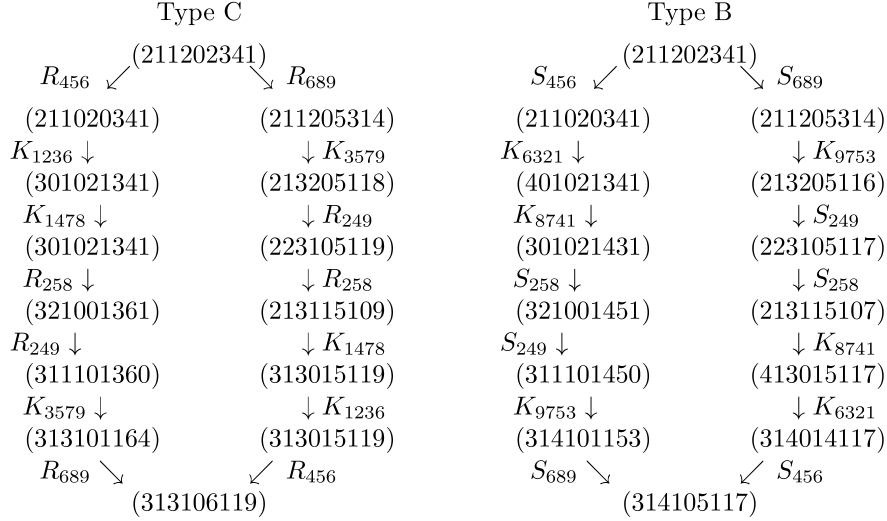 Type C Type B
(211202341) (211202341)
R₄₅₆ ↙ ↘ R₆₈₉ S₄₅₆ ↙ ↘ S₆₈₉
(211020341) (211205314) (211020341) (211205314)
K₁₂₃₆ ↓ ↓ K₃₅₇₉ K₆₃₂₁ ↓ ↓ K₉₇₅₃
(301021341) (213205118) (401021341) (213205116)
K₁₄₇₈ ↓ ↓ R₂₄₉ K₈₇₄₁ ↓ ↓ S₂₄₉
(301021341) (223105119) (301021431) (223105117)
R₂₅₈ ↓ ↓ R₂₅₈ S₂₅₈ ↓ ↓ S₂₅₈
(321001361) (213115109) (321001451) (213115107)
R₂₄₉ ↓ ↓ K₁₄₇₈ S₂₄₉ ↓ ↓ K₈₇₄₁
(311101360) (313015119) (311101450) (413015117)
K₃₅₇₉ ↓ ↓ K₁₂₃₆ K₉₇₅₃ ↓ ↓ K₆₃₂₁
(313101164) (313015119) (314101153) (314014117)
R₆₈₉ ↘ ↙ R₄₅₆ S₆₈₉ ↘ ↙ S₄₅₆
(313106119) (314105117)